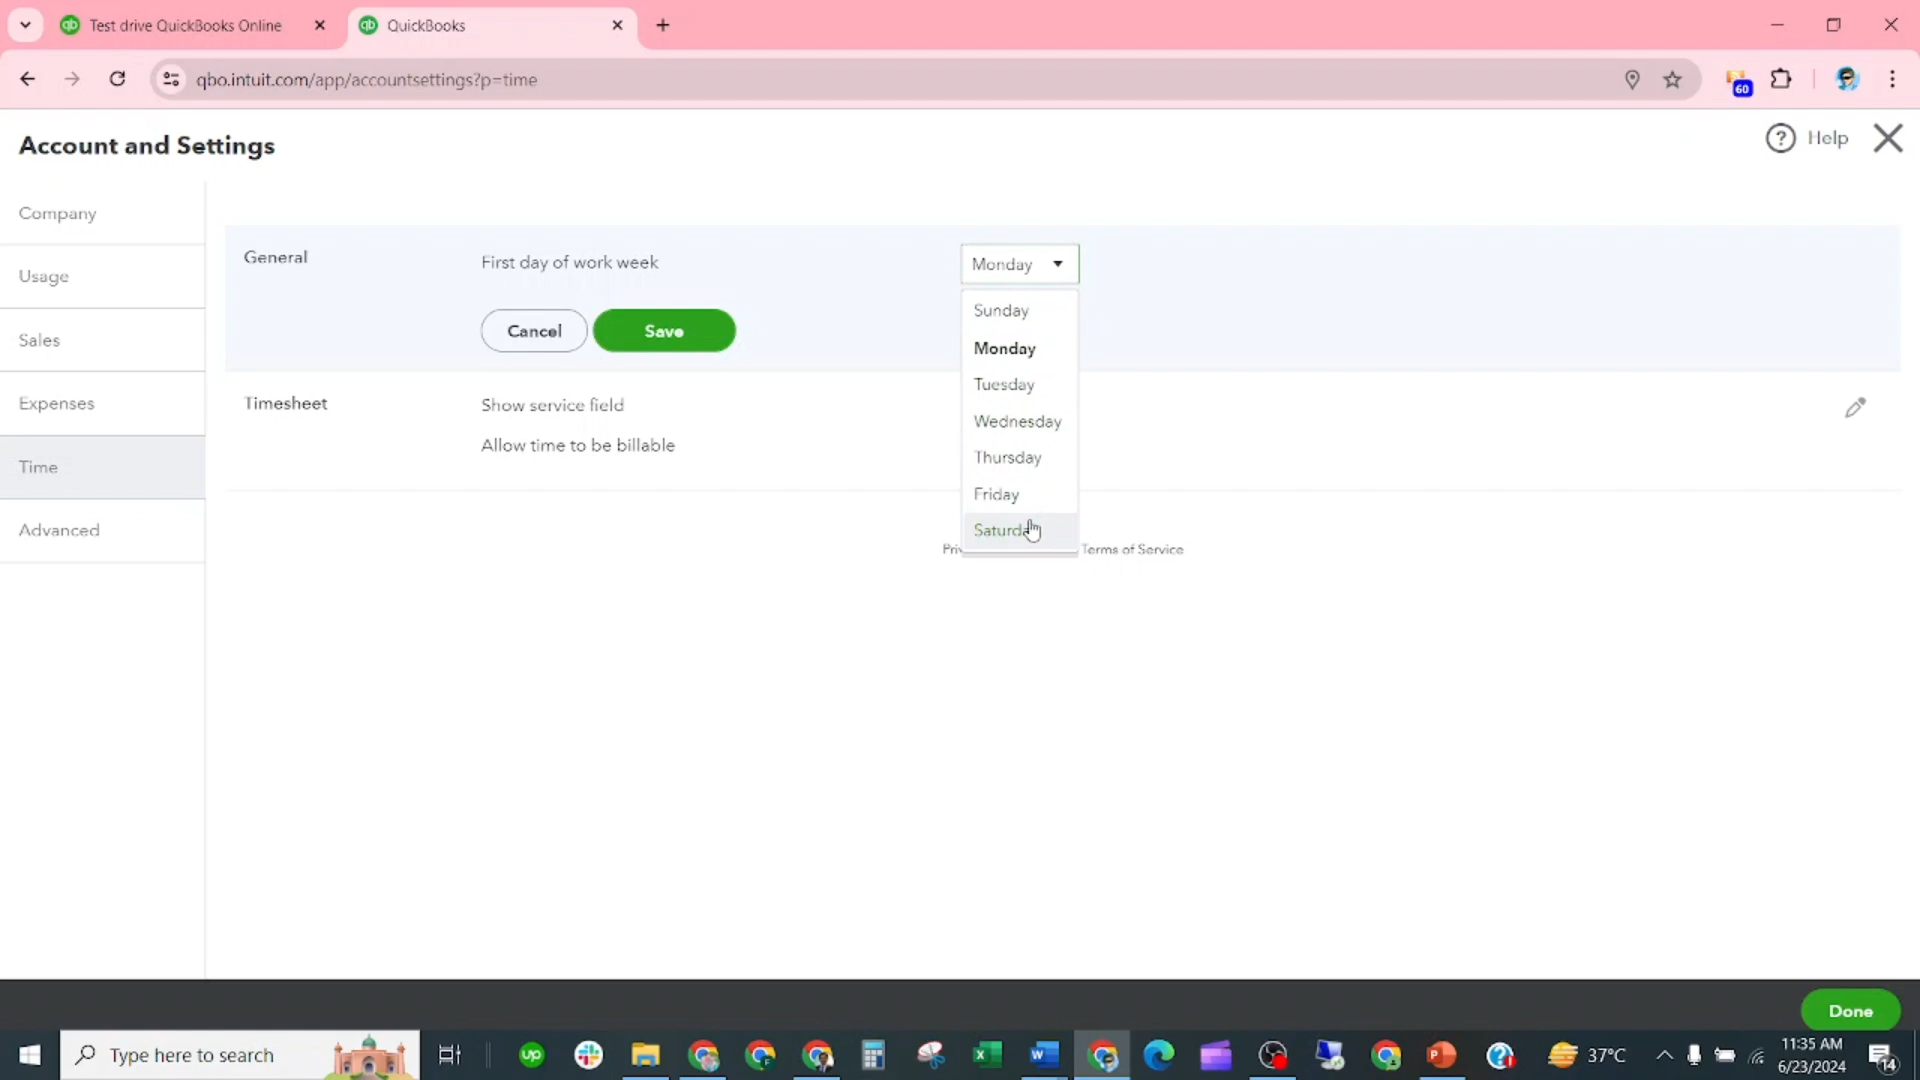 Test drive QuickBooks Online
QuickBooks
qbo.intuit.com/app/accountsettings?p=time
60
Account and Settings
? Help
Company
Usage
Sales
Expenses
Time
Advanced
General
First day of work week
Monday
Cancel
Save
Sunday
Monday
Tuesday
Wednesday
Thursday
Friday
Timesheet
Show service field
Allow time to be billable
Terms of Service
Done
Type here to search
up
37°C
11:35 AM
6/23/2024
14